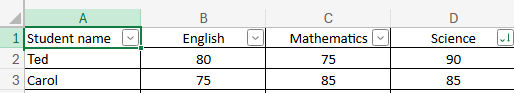 A B C D
1 Student name English Mathematics Science
2 Ted 80 75 90
3 Carol 75 85 85